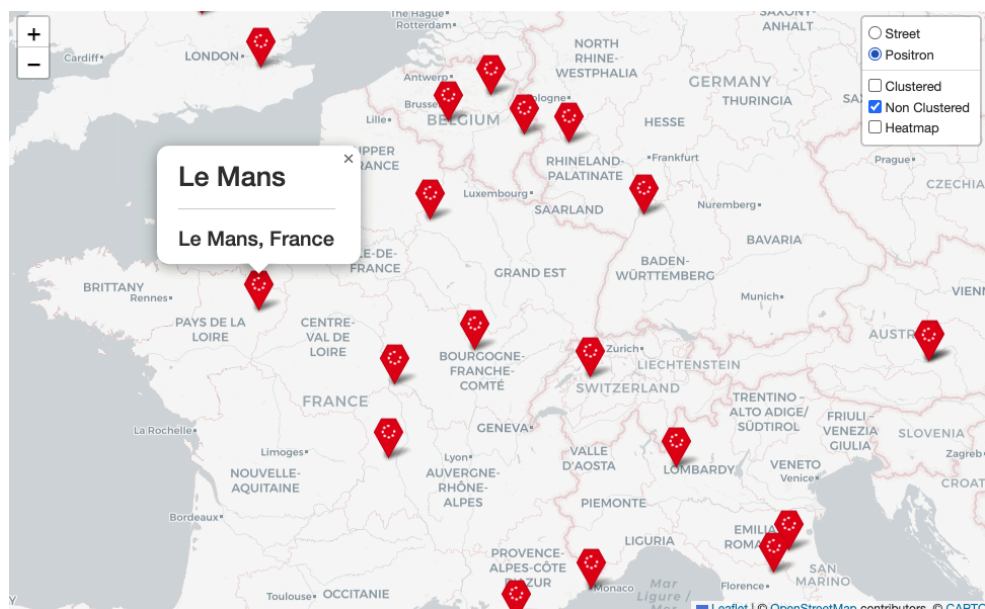 The Hague
Rotterdam
SAXONY-
ANHALT
+
−
Cardiff
LONDON
NORTH
RHINE-
WESTPHALIA
Street
Positron
Clustered
Non Clustered
Heatmap
Antwerp
GERMANY
THURINGIA
Lille
BELGIUM
HESSE
Le Mans
×
Le Mans, France
RHINELAND-
PALATINATE
Frankfurt
Prague
Luxembourg
CZECHIA
SAARLAND
Nuremberg
BAVARIA
FRANCE
GRAND EST
BADEN-
WÜRTTEMBERG
BRITTANY
Rennes
Munich
PAYS DE LA
LOIRE
CENTRE-
VAL DE
LOIRE
BOURGOGNE-
FRANCHE-
COMTÉ
Zürich
LIECHTENSTEIN
SWITZERLAND
FRANCE
TRENTINO –
ALTO ADIGE/
SÜDTIROL
FRIULI –
VENEZIA
GIULIA
SLOVENIA
Zagreb
La Rochelle
GENEVA
Limoges
Lyon
VALLE
D'AOSTA
LOMBARDY
VENETO
Venice
NOUVELLE-
AQUITAINE
AUVERGNE-
RHÔNE-
ALPES
PIEMONTE
Bordeaux
LIGURIA
PROVENCE-
ALPES-CÔTE
Monaco
Mar
Ligure /
SAN
MARINO
Florence
Toulouse
OCCITANIE
Leaflet | © OpenStreetMap contributors, © CARTO